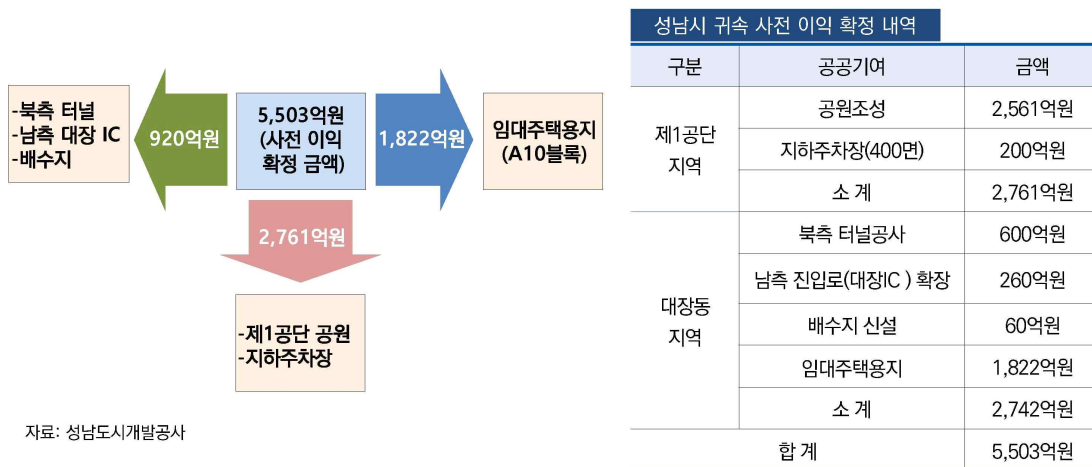 -북측 터널
-남측 대장 IC
-배수지
920억원
5,503억원
(사전 이익
확정 금액)
1,822억원
임대주택용지
(A10블록)
2,761억원
-제1공단 공원
-지하주차장
자료: 성남도시개발공사
성남시 귀속 사전 이익 확정 내역
구분 공공기여 금액
제1공단
지역
공원조성 2,561억원
지하주차장(400면) 200억원
소 계 2,761억원
대장동
지역
북측 터널공사 600억원
남측 진입로(대장IC ) 확장 260억원
배수지 신설 60억원
임대주택용지 1,822억원
소 계 2,742억원
합 계 5,503억원